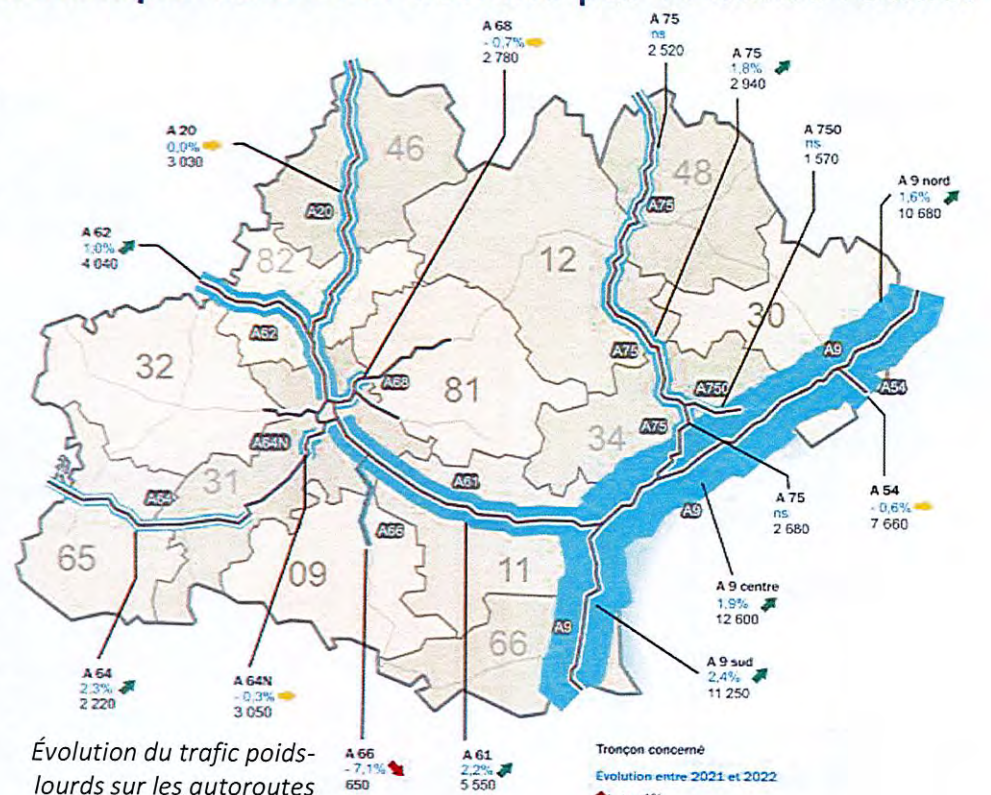 A 68
- 0,7%
2 780
A 75
ns
2 520
A 75
1,8%
2 940
A 20
0,0%
3 030
A 750
ns
1 570
A 9 nord
1,6%
10 680
A 62
1,0%
4 040
46
48
A20
A75
82
12
30
A62
A75
A9
32
A68
A750
A54
81
A64N
34
A75
A64
31
A61
A9
A 75
ns
2 680
A 54
- 0,6%
7 660
65
A66
09
11
A 9 centre
1,9%
12 600
66
A9
A 9 sud
2,4%
11 250
A 64
2,3%
2 220
A 64N
- 0,3%
3 050
A 66
- 7,1%
650
A 61
2,2%
5 550
Évolution du trafic poids-
lourds sur les autoroutes
Tronçon concerné
Évolution entre 2021 et 2022